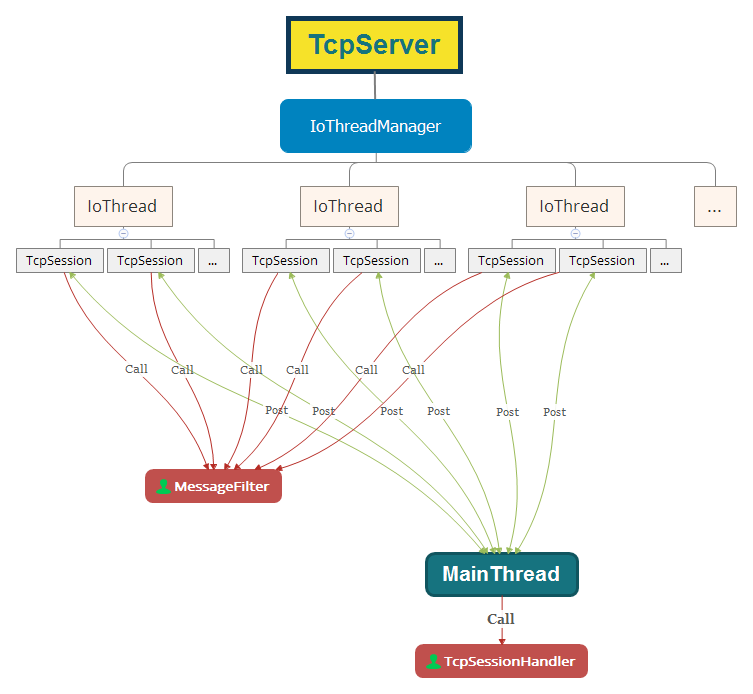 TcpServer
IoThreadManager
IoThread IoThread IoThread ...
TcpSession TcpSession ... TcpSession TcpSession ... TcpSession TcpSession ...
Call Call Call Call Call Call
Post Post Post Post Post Post
MessageFilter
MainThread
Call
TcpSessionHandler